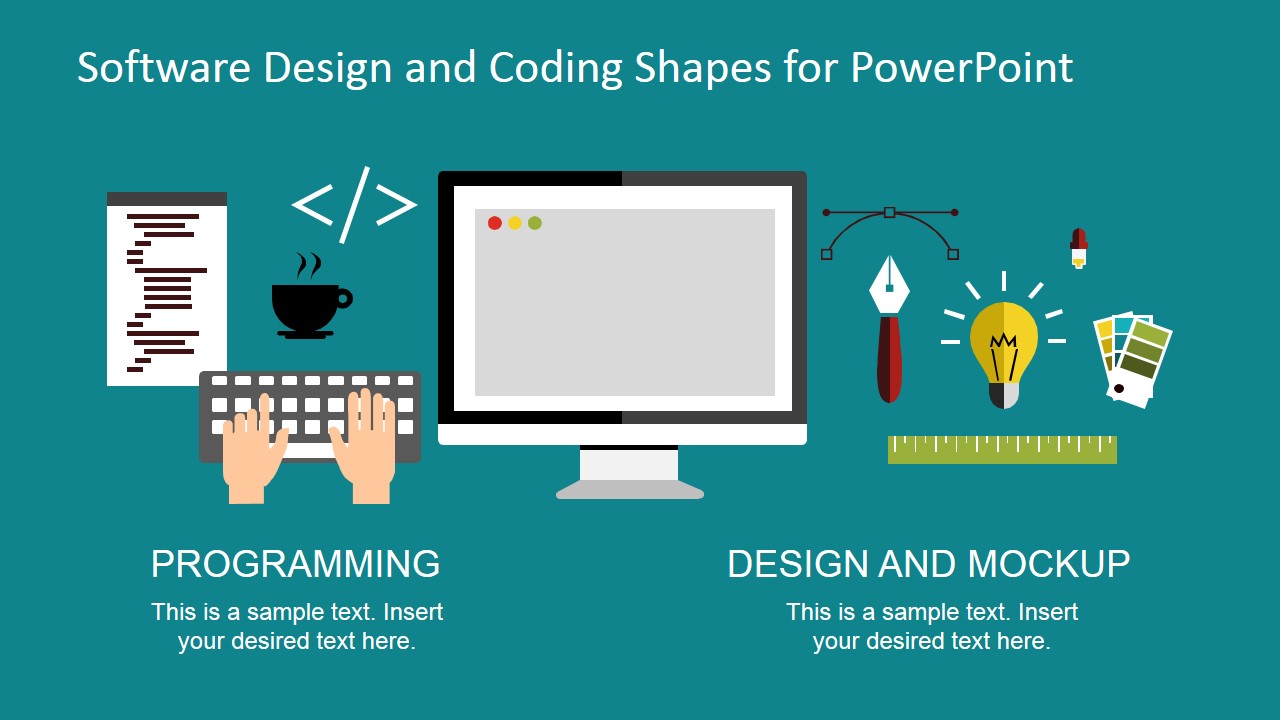 Software Design and Coding Shapes for PowerPoint
</>
PROGRAMMING
This is a sample text. Insert
your desired text here.
DESIGN AND MOCKUP
This is a sample text. Insert
your desired text here.